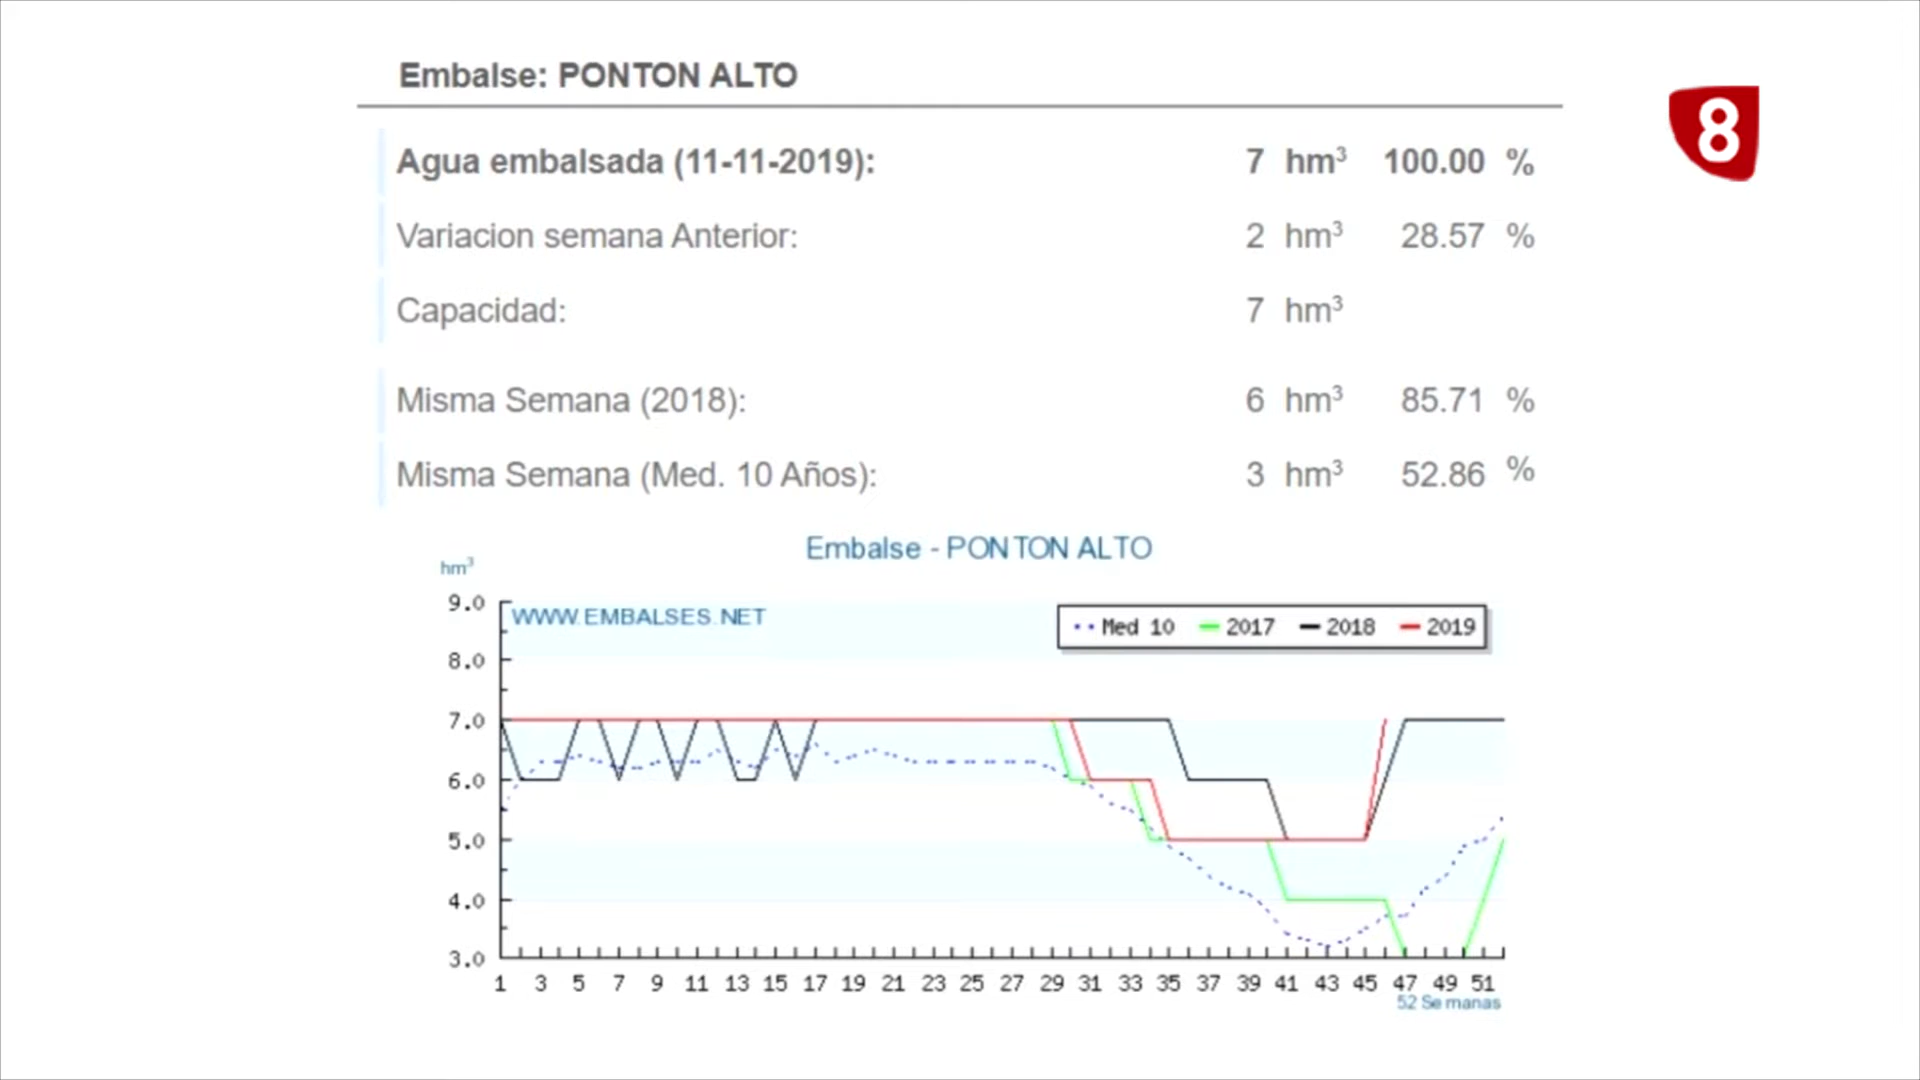 Embalse: PONTON ALTO
8
Agua embalsada (11-11-2019): 7 hm³ 100.00 %
Variacion semana Anterior: 2 hm³ 28.57 %
Capacidad: 7 hm³
Misma Semana (2018): 6 hm³ 85.71 %
Misma Semana (Med. 10 Años): 3 hm³ 52.86 %
Embalse - PONTON ALTO
hm³
WWW.EMBALSES.NET
Med 10 2017 2018 2019
9.0
8.0
7.0
6.0
5.0
4.0
3.0
1 3 5 7 9 11 13 15 17 19 21 23 25 27 29 31 33 35 37 39 41 43 45 47 49 51
52 Semanas